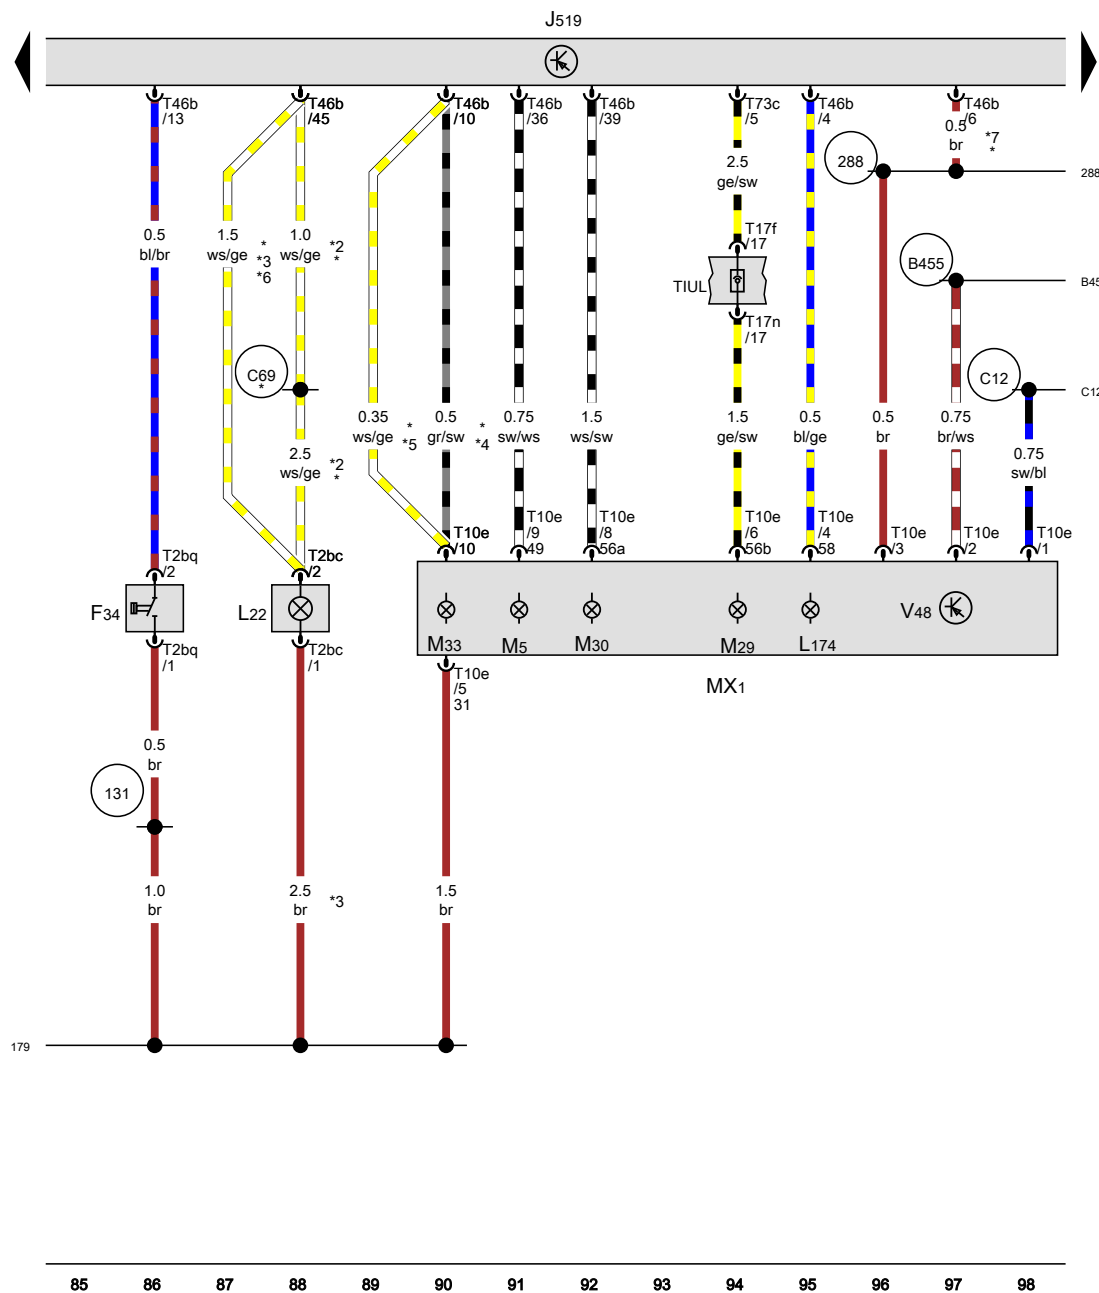 J519
T46b
/13
T46b
/45
T46b
/10
T46b
/36
T46b
/39
T73c
/5
T46b
/4
T46b
/6
0.5
br
*7
*
288
288
2.5
ge/sw
0.5
bl/br
1.5
ws/ge
*
*3
*6
1.0
ws/ge
*2
*
T17f
/17
TIUL
T17n
/17
B455
B45
C69
*
C12
C12
0.35
ws/ge
*
*5
0.5
gr/sw
*
*4
0.75
sw/ws
1.5
ws/sw
1.5
ge/sw
0.5
bl/ge
0.5
br
0.75
br/ws
0.75
sw/bl
2.5
ws/ge
*2
*
T2bq
/2
T2bc
/2
T10e
/10
T10e
/9
49
T10e
/8
56a
T10e
/6
56b
T10e
/4
58
T10e
/3
T10e
/2
T10e
/1
F34
L22
M33
M5
M30
M29
L174
V48
MX1
T2bq
/1
T2bc
/1
T10e
/5
31
0.5
br
131
1.0
br
2.5
br
*3
1.5
br
179
85 86 87 88 89 90 91 92 93 94 95 96 97 98